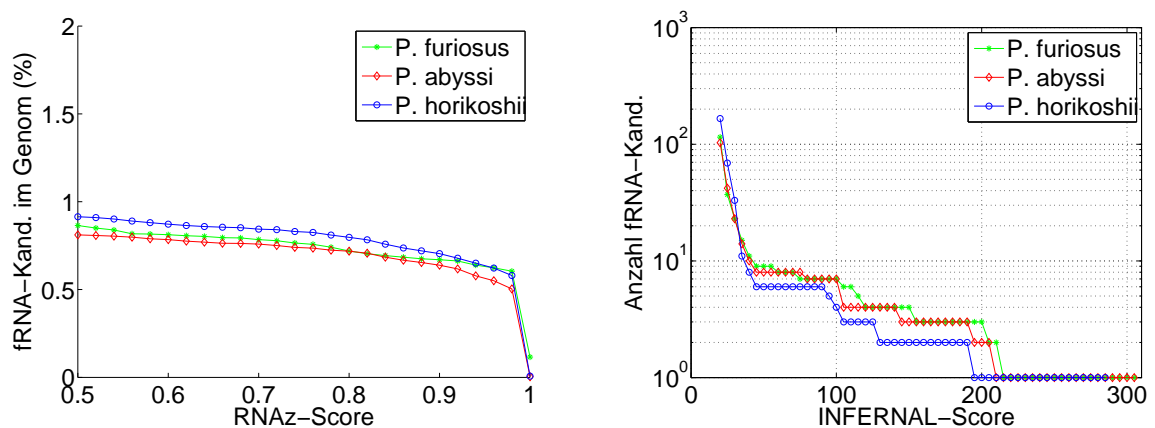 fRNA−Kand. im Genom (%)
2
1.5
1
0.5
0
0.5 0.6 0.7 0.8 0.9 1
RNAz−Score
P. furiosus
P. abyssi
P. horikoshii
Anzahl fRNA−Kand.
10^3
10^2
10^1
10^0
0 100 200 300
INFERNAL−Score
P. furiosus
P. abyssi
P. horikoshii